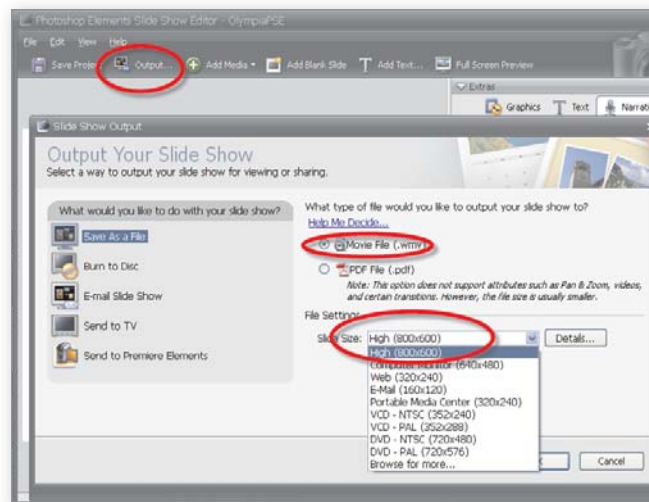 Photoshop Elements Slide Show Editor - OlympiaPSE
File Edit View Help
Save Project Output... Add Media Add Blank Slide Add Text... Full Screen Preview
Extras
Graphics Text
Slide Show Output
Output Your Slide Show
Select a way to output your slide show for viewing or sharing.
What would you like to do with your slide show?
Save As a File
Burn to Disc
E-mail Slide Show
Send to TV
Send to Premiere Elements
What type of file would you like to output your slide show to?
Help Me Decide...
Movie File (.wmv)
PDF File (.pdf)
Note: This option does not support attributes such as Pan & Zoom, videos,
and certain transitions. However, the file size is usually smaller.
File Settings
Slide Size: High (800x600) Details...
High (800x600)
Computer Monitor (640x480)
Web (320x240)
E-Mail (160x120)
Portable Media Center (320x240)
VCD - NTSC (352x240)
VCD - PAL (352x288)
DVD - NTSC (720x480)
DVD - PAL (720x576)
Browse for more...
Cancel